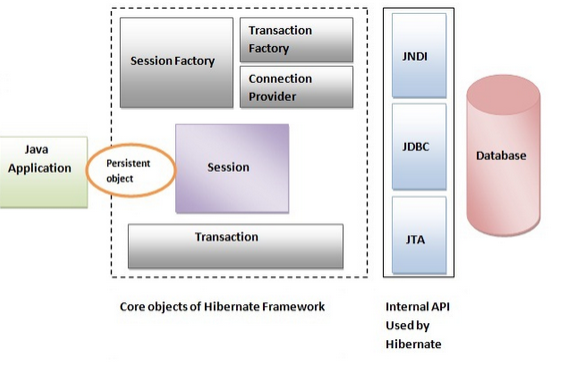 Java
Application
Persistent
object
Session Factory
Transaction
Factory
Connection
Provider
Session
Transaction
JNDI
JDBC
JTA
Database
Core objects of Hibernate Framework
Internal API
Used by
Hibernate